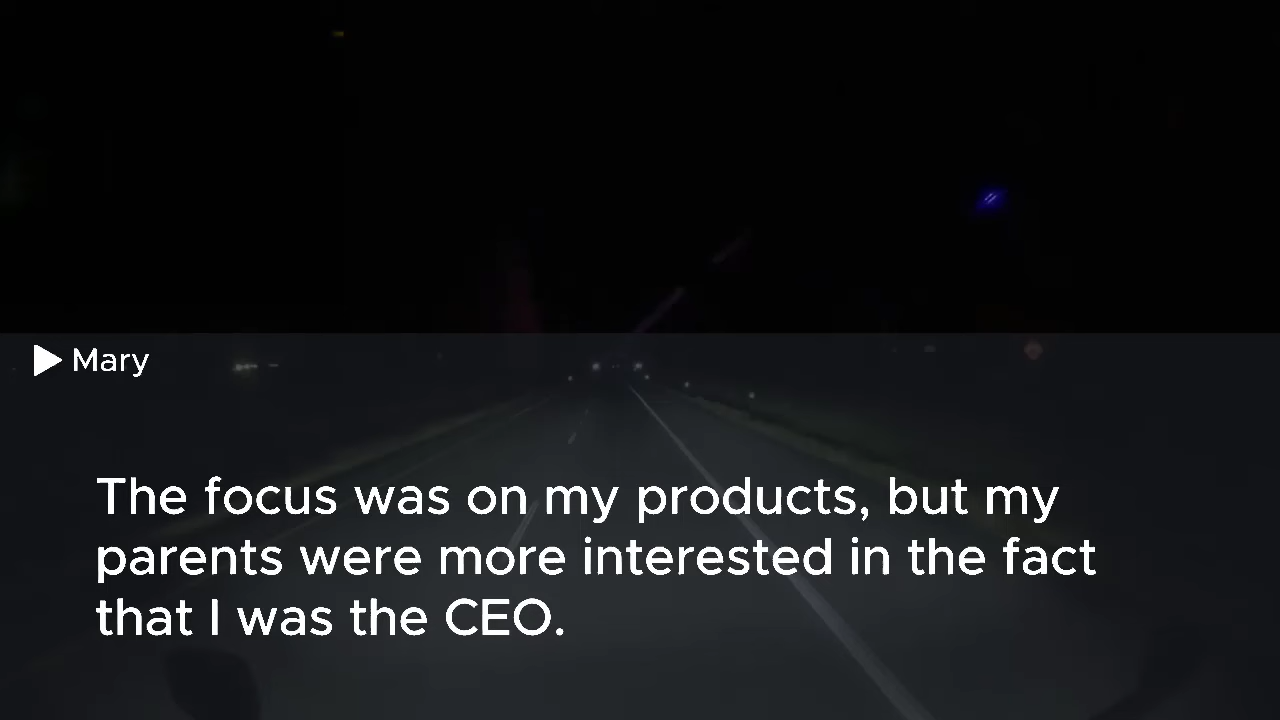 Mary
The focus was on my products, but my
parents were more interested in the fact
that I was the CEO.